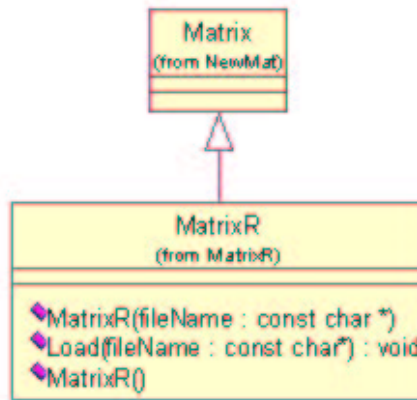 Matrix
(from NewMat)
MatrixR
(from MatrixR)
MatrixR(fileName : const char *)
Load(fileName : const char*) : void
MatrixR()